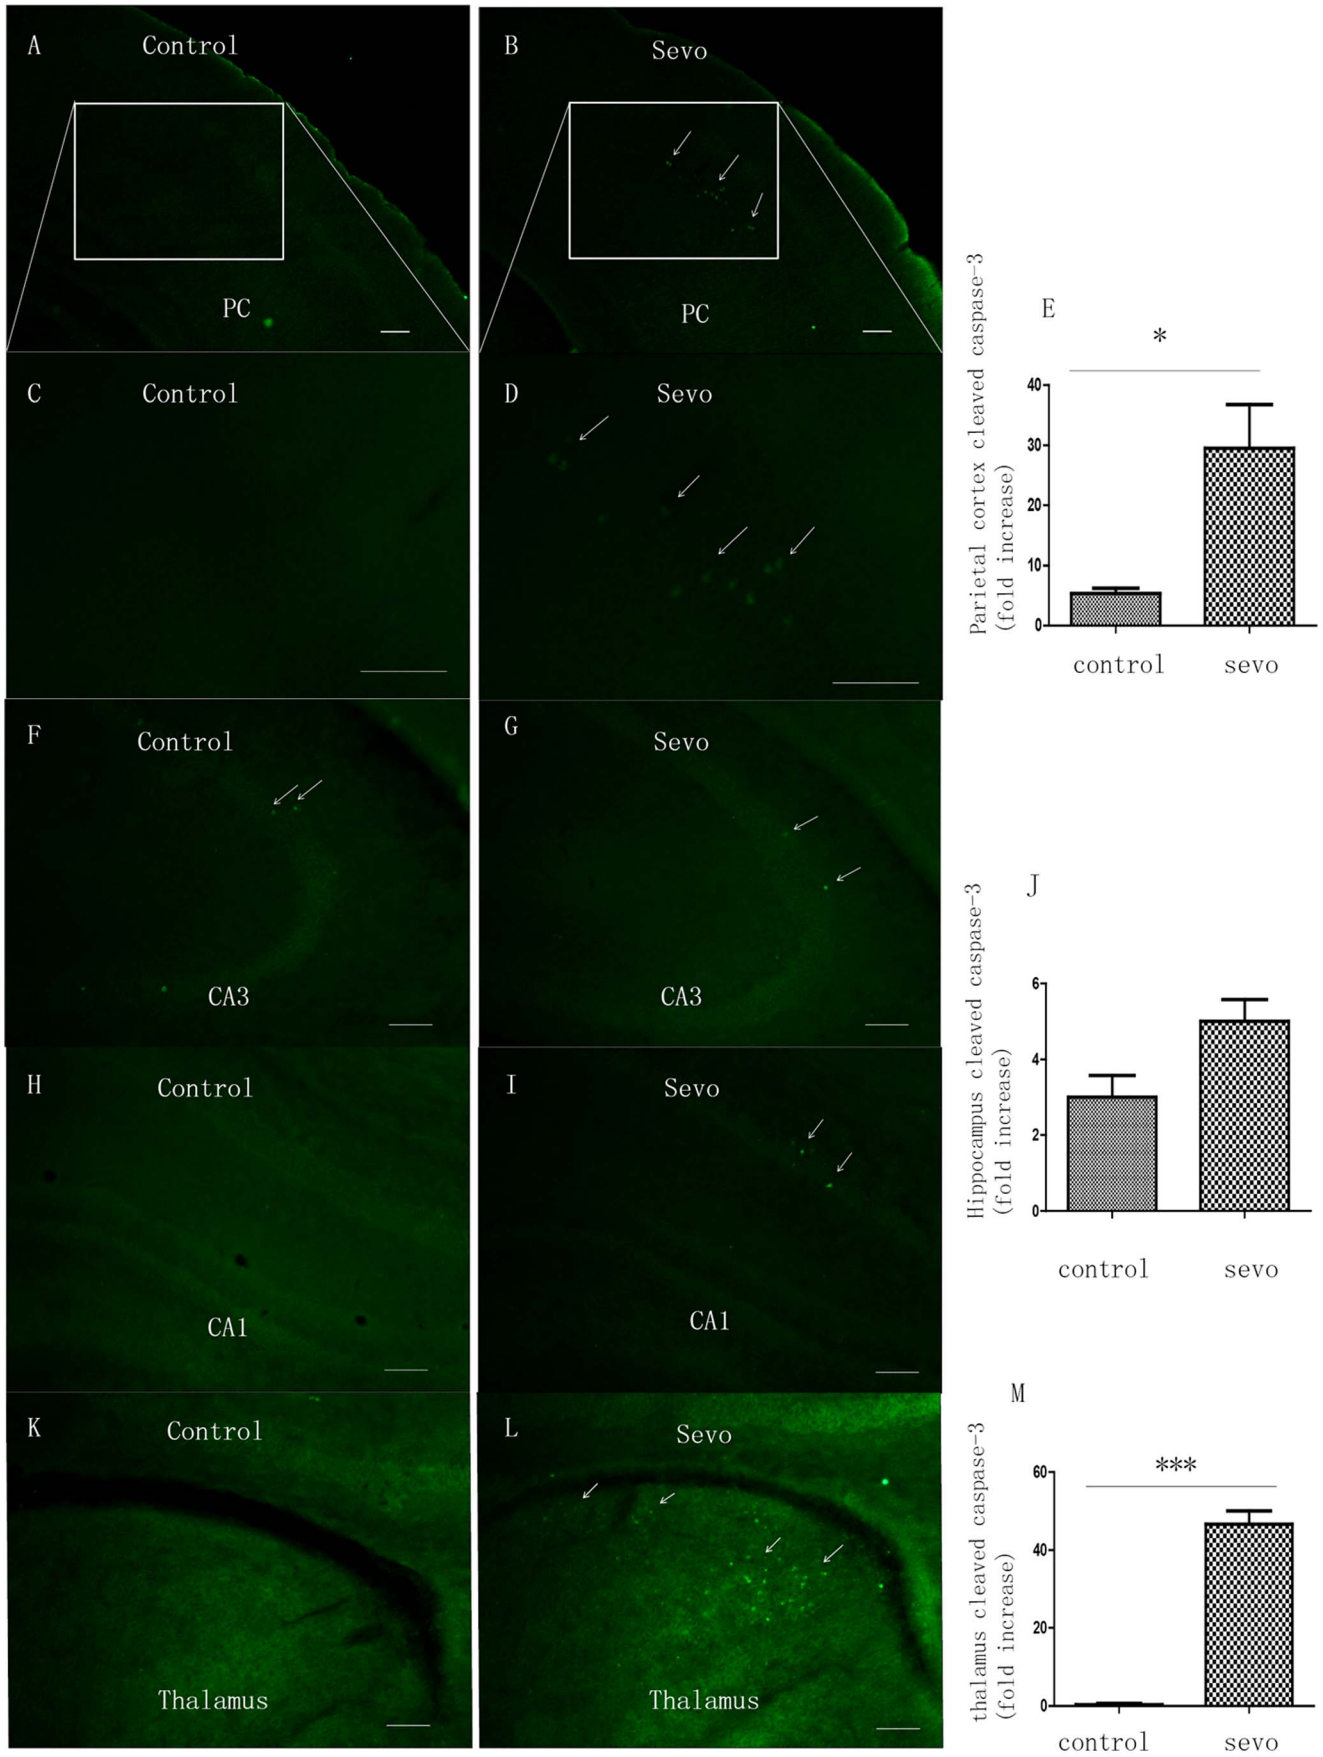 A Control
B Sevo
PC
PC
C Control
D Sevo
E
*
Parietal cortex cleaved caspase-3
(fold increase)
40
30
20
10
0
control sevo
F Control
G Sevo
CA3
CA3
H Control
I Sevo
CA1
CA1
J
Hippocampus cleaved caspase-3
(fold increase)
6
4
2
0
control sevo
K Control
L Sevo
Thalamus
Thalamus
M
***
thalamus cleaved caspase-3
(fold increase)
60
40
20
0
control sevo